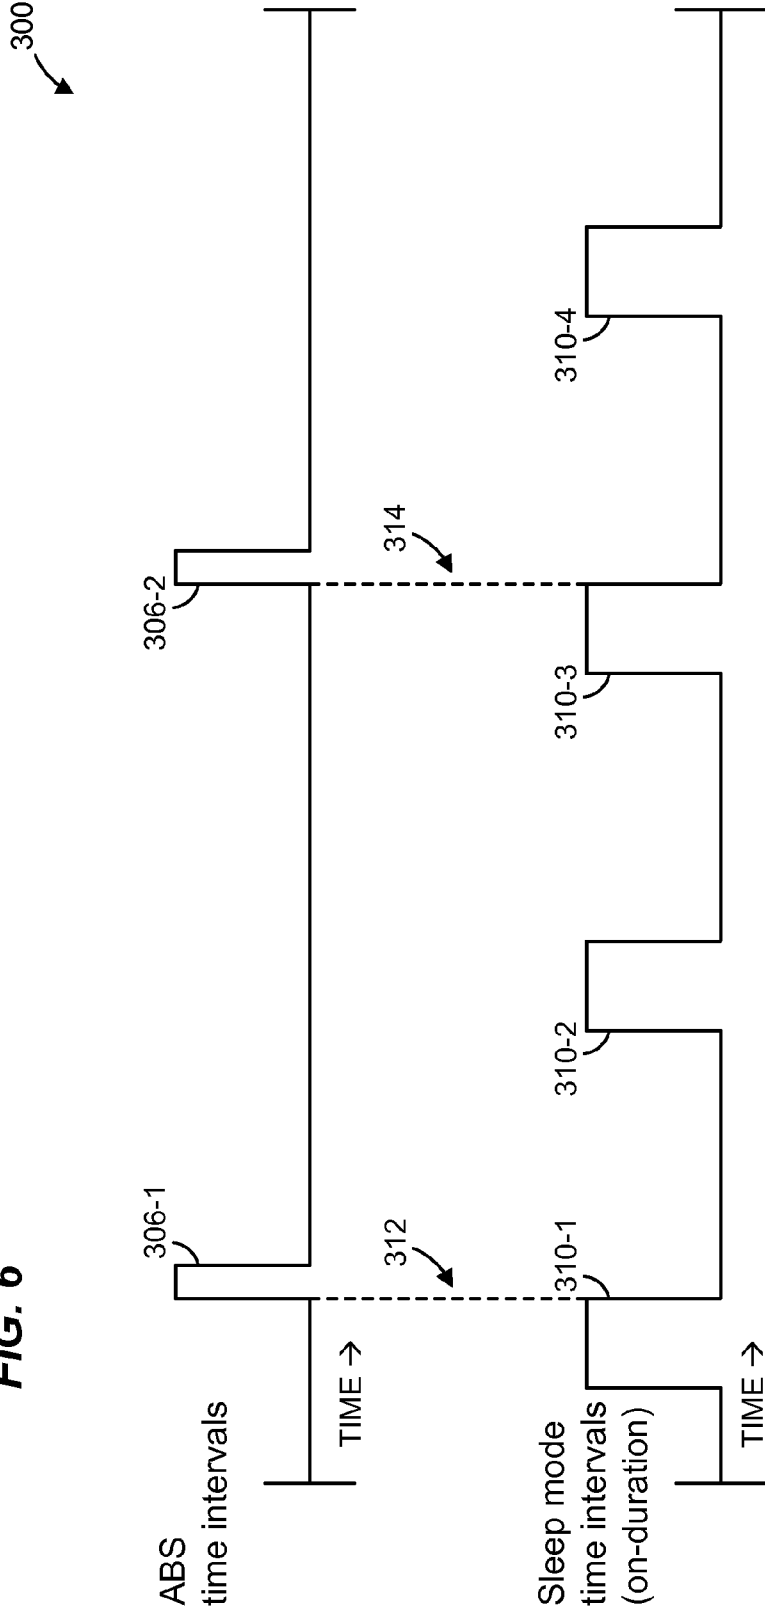 FIG. 6
300
ABS
time intervals
306-1
306-2
TIME →
312
314
Sleep mode
time intervals
(on-duration)
310-1
310-2
310-3
310-4
TIME →